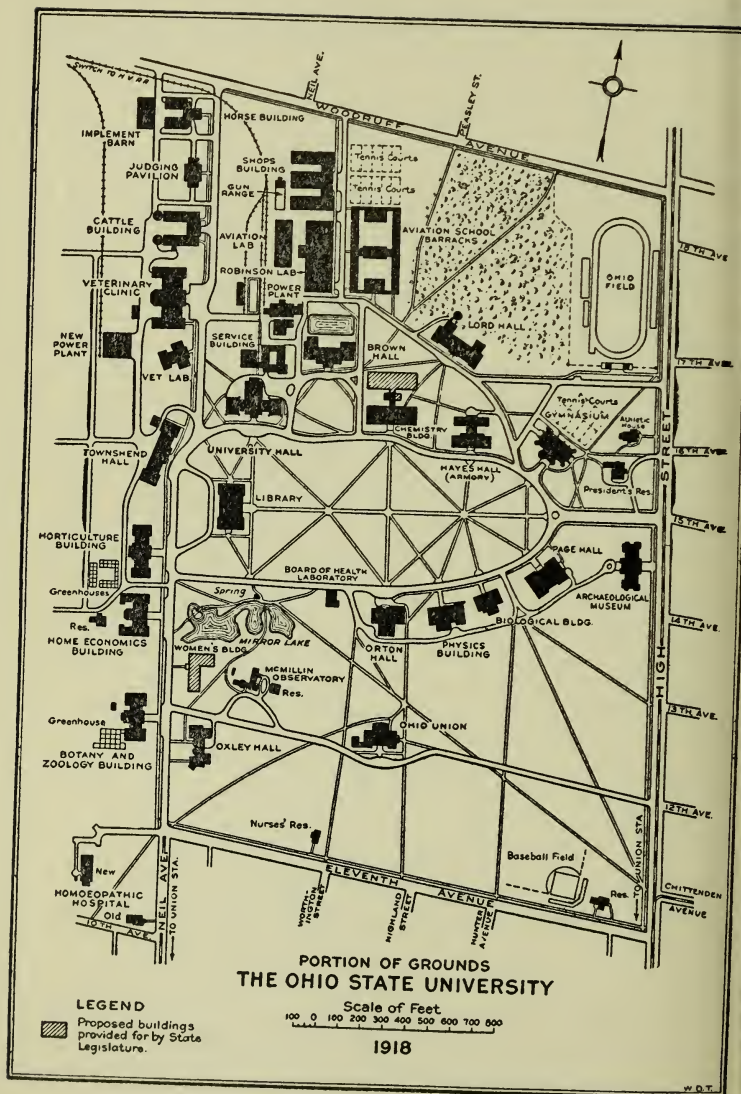 SWITCH TO H V RR
NEIL AVE.
PEASLEY ST.
WOODRUFF AVENUE
HORSE BUILDING
IMPLEMENT
BARN
JUDGING
PAVILION
SHOPS
BUILDING
GUN
RANGE
Tennis Courts
Tennis Courts
CATTLE
BUILDING
AVIATION
LAB
AVIATION SCHOOL
BARRACKS
18TH AVE
OHIO
FIELD
ROBINSON LAB
VETERINARY
CLINIC
POWER
PLANT
LORD HALL
NEW
POWER
PLANT
SERVICE
BUILDING
BROWN
HALL
VET LAB
17TH AVE.
Tennis Courts
GYMNASIUM
Athletic
House
CHEMISTRY
BLDG.
TOWNSHEND
HALL
UNIVERSITY HALL
HAYES HALL
(ARMORY)
16TH AVE
President's Res.
STREET
LIBRARY
15TH AVE
HORTICULTURE
BUILDING
PAGE HALL
BOARD OF HEALTH
LABORATORY
Greenhouses
Spring
ARCHAEOLOGICAL
MUSEUM
Res.
HOME ECONOMICS
BUILDING
MIRROR LAKE
BIOLOGICAL BLDG.
14TH AVE.
WOMEN'S BLDG
ORTON
HALL
PHYSICS
BUILDING
MCMILLIN
OBSERVATORY
Res.
HIGH
13TH AVE.
Greenhouse
OHIO UNION
BOTANY AND
ZOOLOGY BUILDING
OXLEY HALL
12TH AVE.
Nurses' Res.
Baseball Field
TO UNION STA
New
ELEVENTH AVENUE
Res.
CHITTENDEN
AVENUE
HOMOEOPATHIC
HOSPITAL
Old
10TH AVE
NEIL AVE.
TO UNION STA.
WORTH-
INGTON
STREET
HIGHLAND
STREET
HUNTER
AVENUE
PORTION OF GROUNDS
THE OHIO STATE UNIVERSITY
LEGEND
Proposed buildings
provided for by State
Legislature.
Scale of Feet
100 0 100 200 300 400 500 600 700 800
1918
W.D.T.